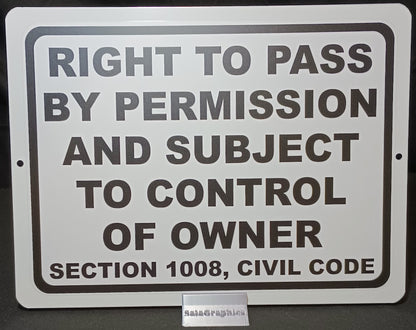 RIGHT TO PASS
BY PERMISSION
AND SUBJECT
TO CONTROL
OF OWNER
SECTION 1008, CIVIL CODE
SalaGraphics